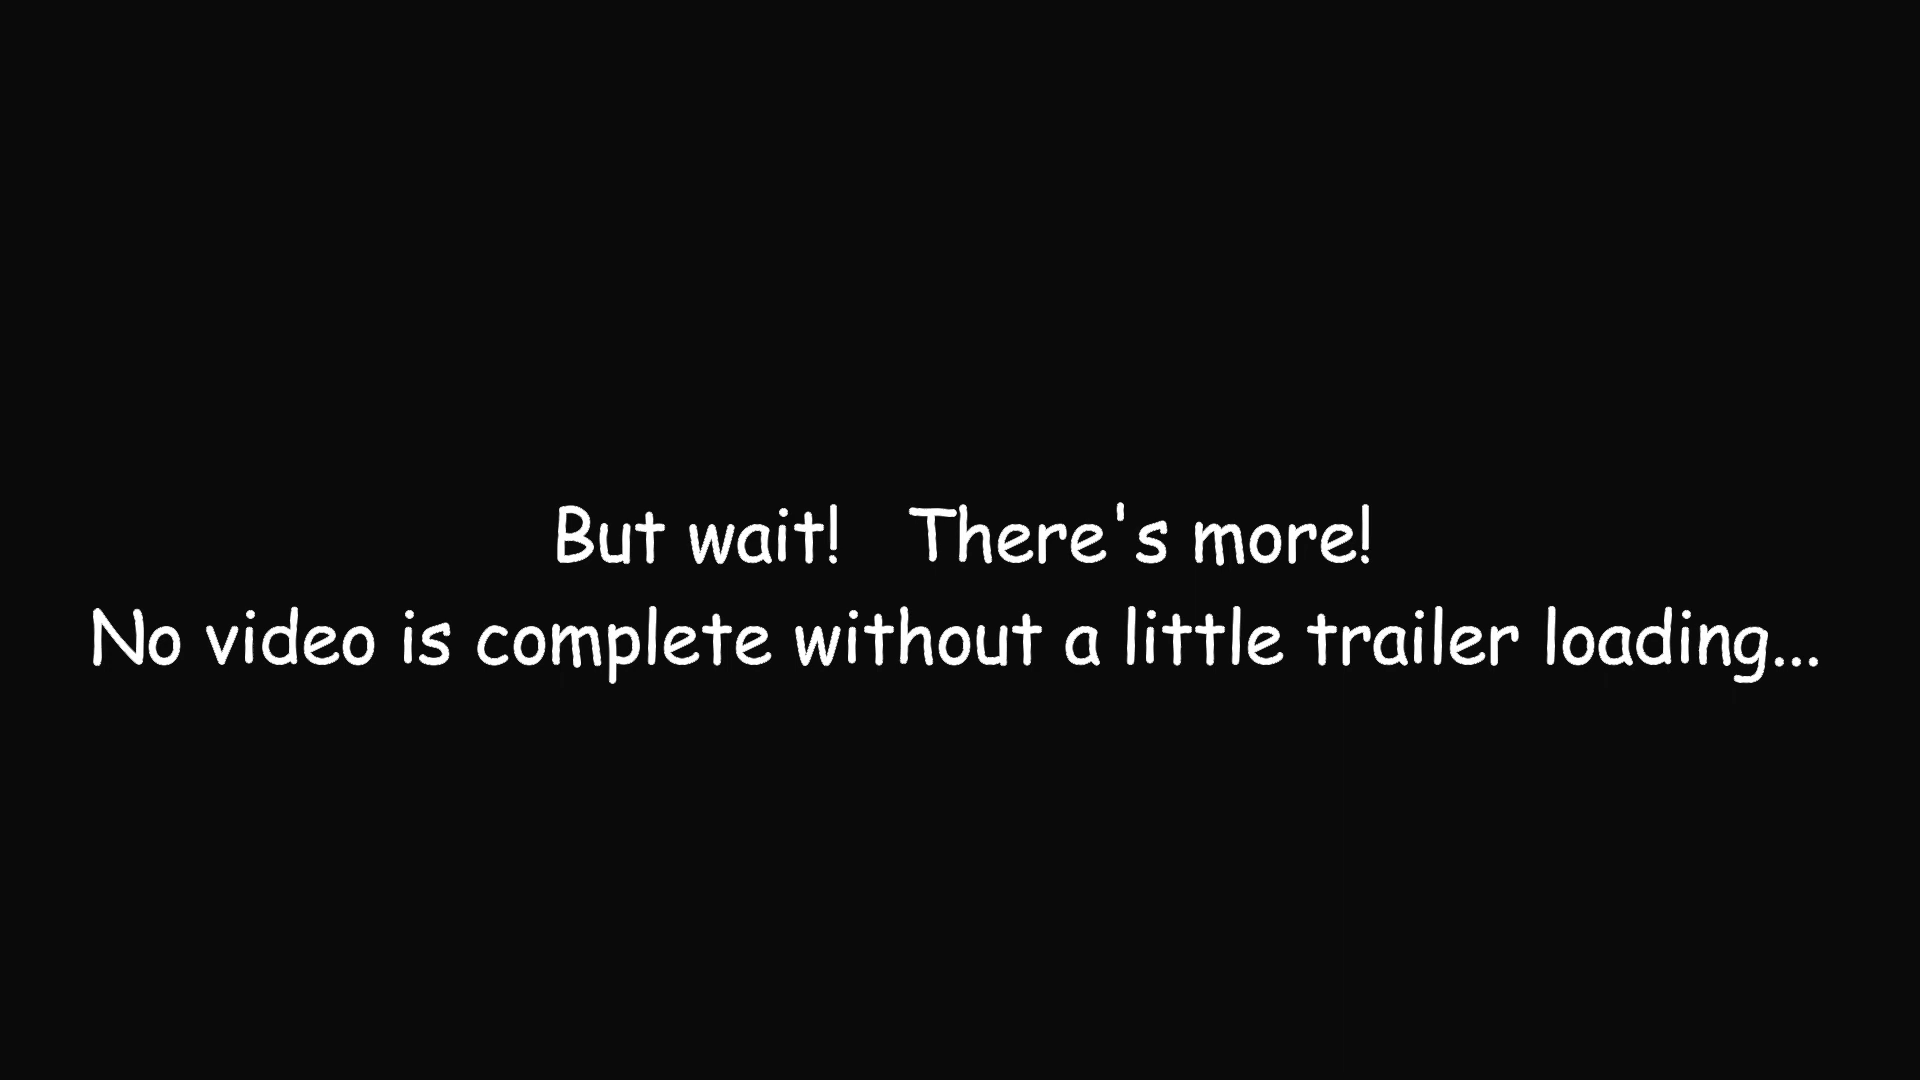 But wait!   There's more!
No video is complete without a little trailer loading...